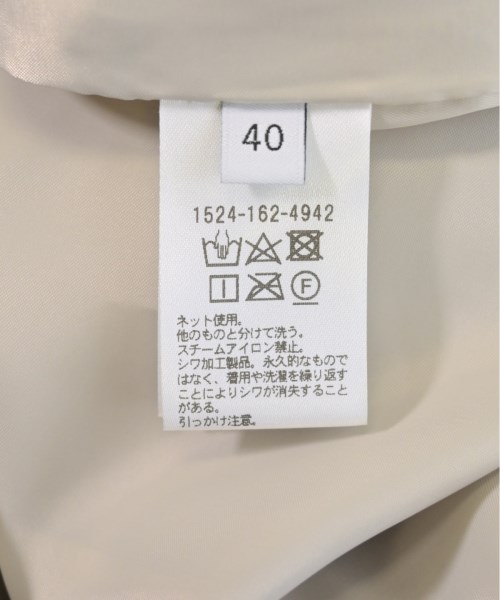 40
1524-162-4942
F
ネット使用。
他のものと分けて洗う。
スチームアイロン禁止。
シワ加工製品。永久的なもので
はなく、着用や洗濯を繰り返す
ことによりシワが消失すること
がある。
引っかけ注意。